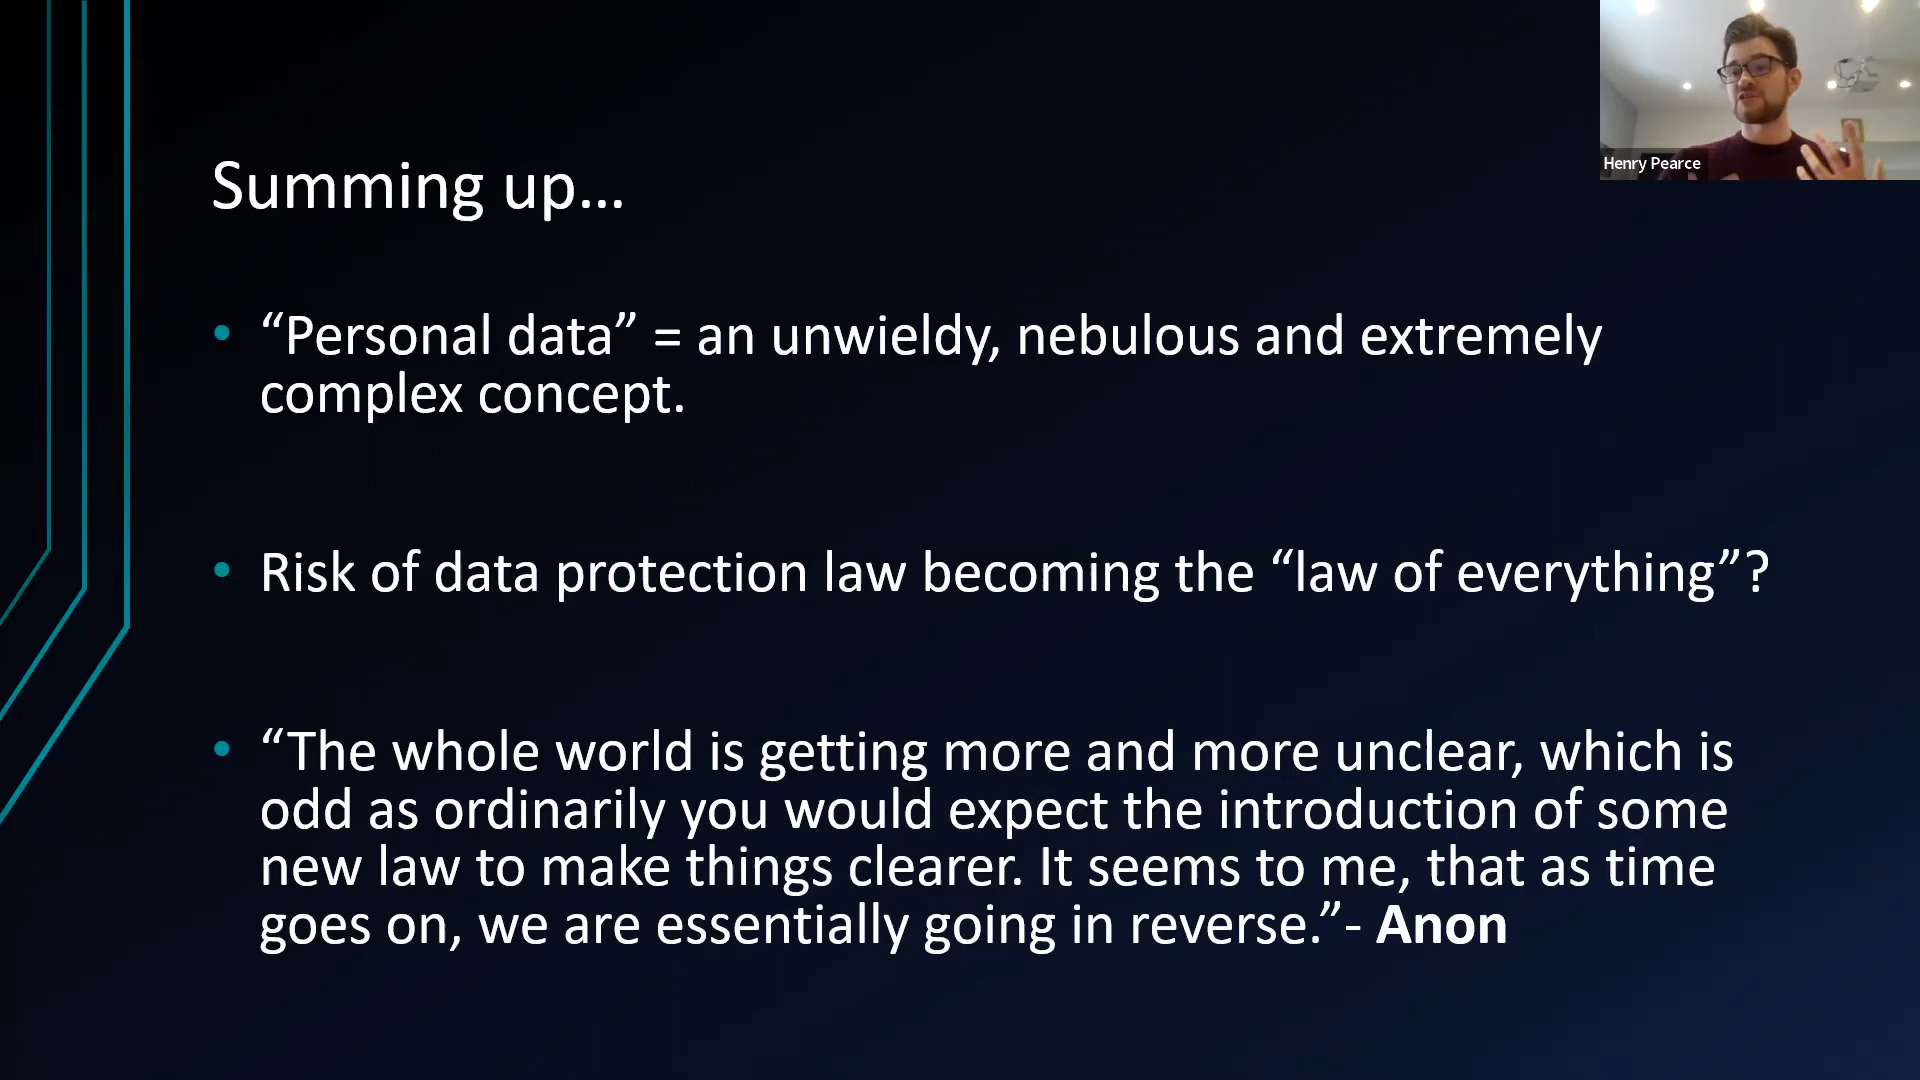 Henry Pearce
Summing up...
• “Personal data” = an unwieldy, nebulous and extremely
complex concept.
• Risk of data protection law becoming the “law of everything”?
• “The whole world is getting more and more unclear, which is
odd as ordinarily you would expect the introduction of some
new law to make things clearer. It seems to me, that as time
goes on, we are essentially going in reverse.”- Anon